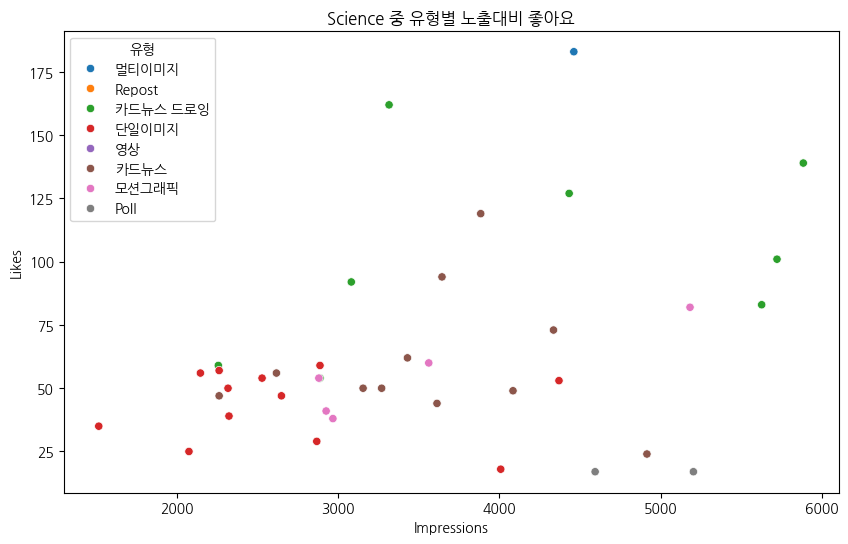 Science 중 유형별 노출대비 좋아요
유형
멀티이미지
Repost
카드뉴스 드로잉
단일이미지
영상
카드뉴스
모션그래픽
Poll
175
150
125
100
75
50
25
Likes
2000 3000 4000 5000 6000
Impressions